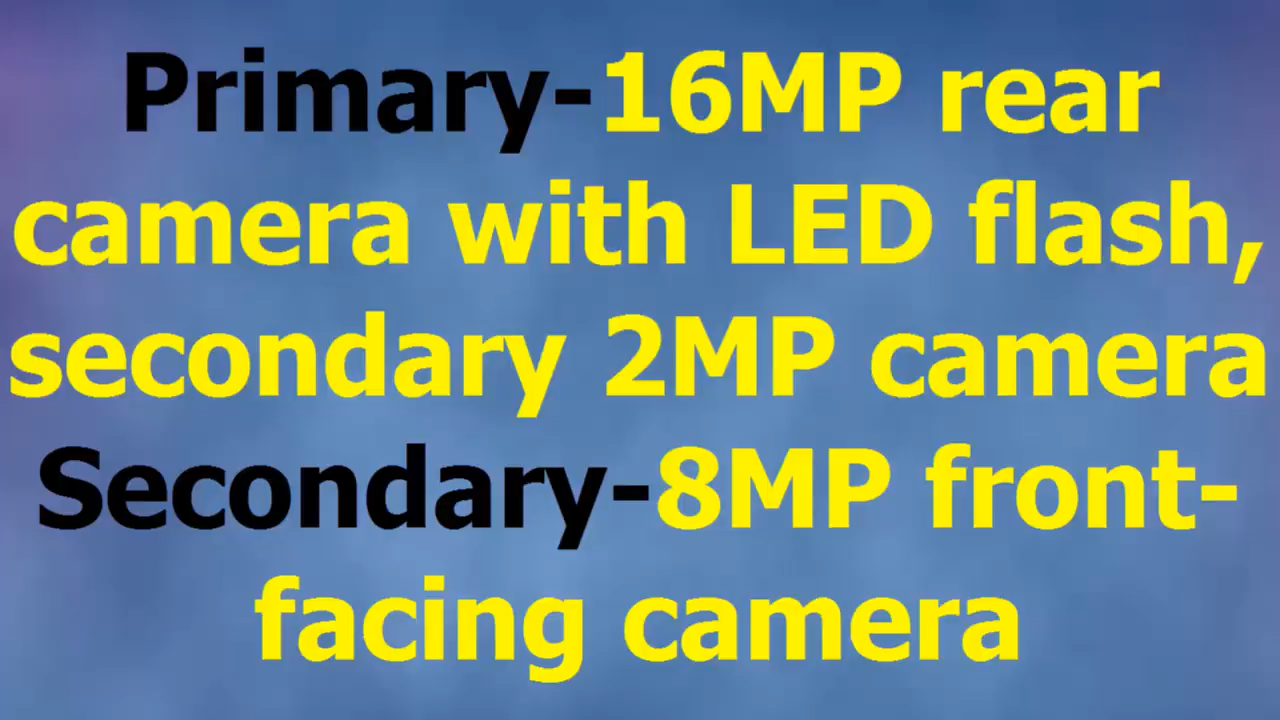 Primary-16MP rear
camera with LED flash,
secondary 2MP camera
Secondary-8MP front-
facing camera